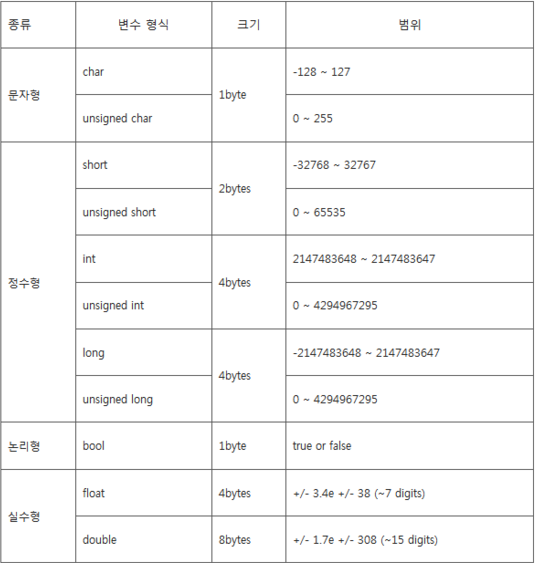 종류 변수 형식 크기 범위
문자형 char 1byte -128 ~ 127
unsigned char 0 ~ 255
정수형 short 2bytes -32768 ~ 32767
unsigned short 0 ~ 65535
int 4bytes 2147483648 ~ 2147483647
unsigned int 0 ~ 4294967295
long 4bytes -2147483648 ~ 2147483647
unsigned long 0 ~ 4294967295
논리형 bool 1byte true or false
실수형 float 4bytes +/- 3.4e +/- 38 (~7 digits)
double 8bytes +/- 1.7e +/- 308 (~15 digits)